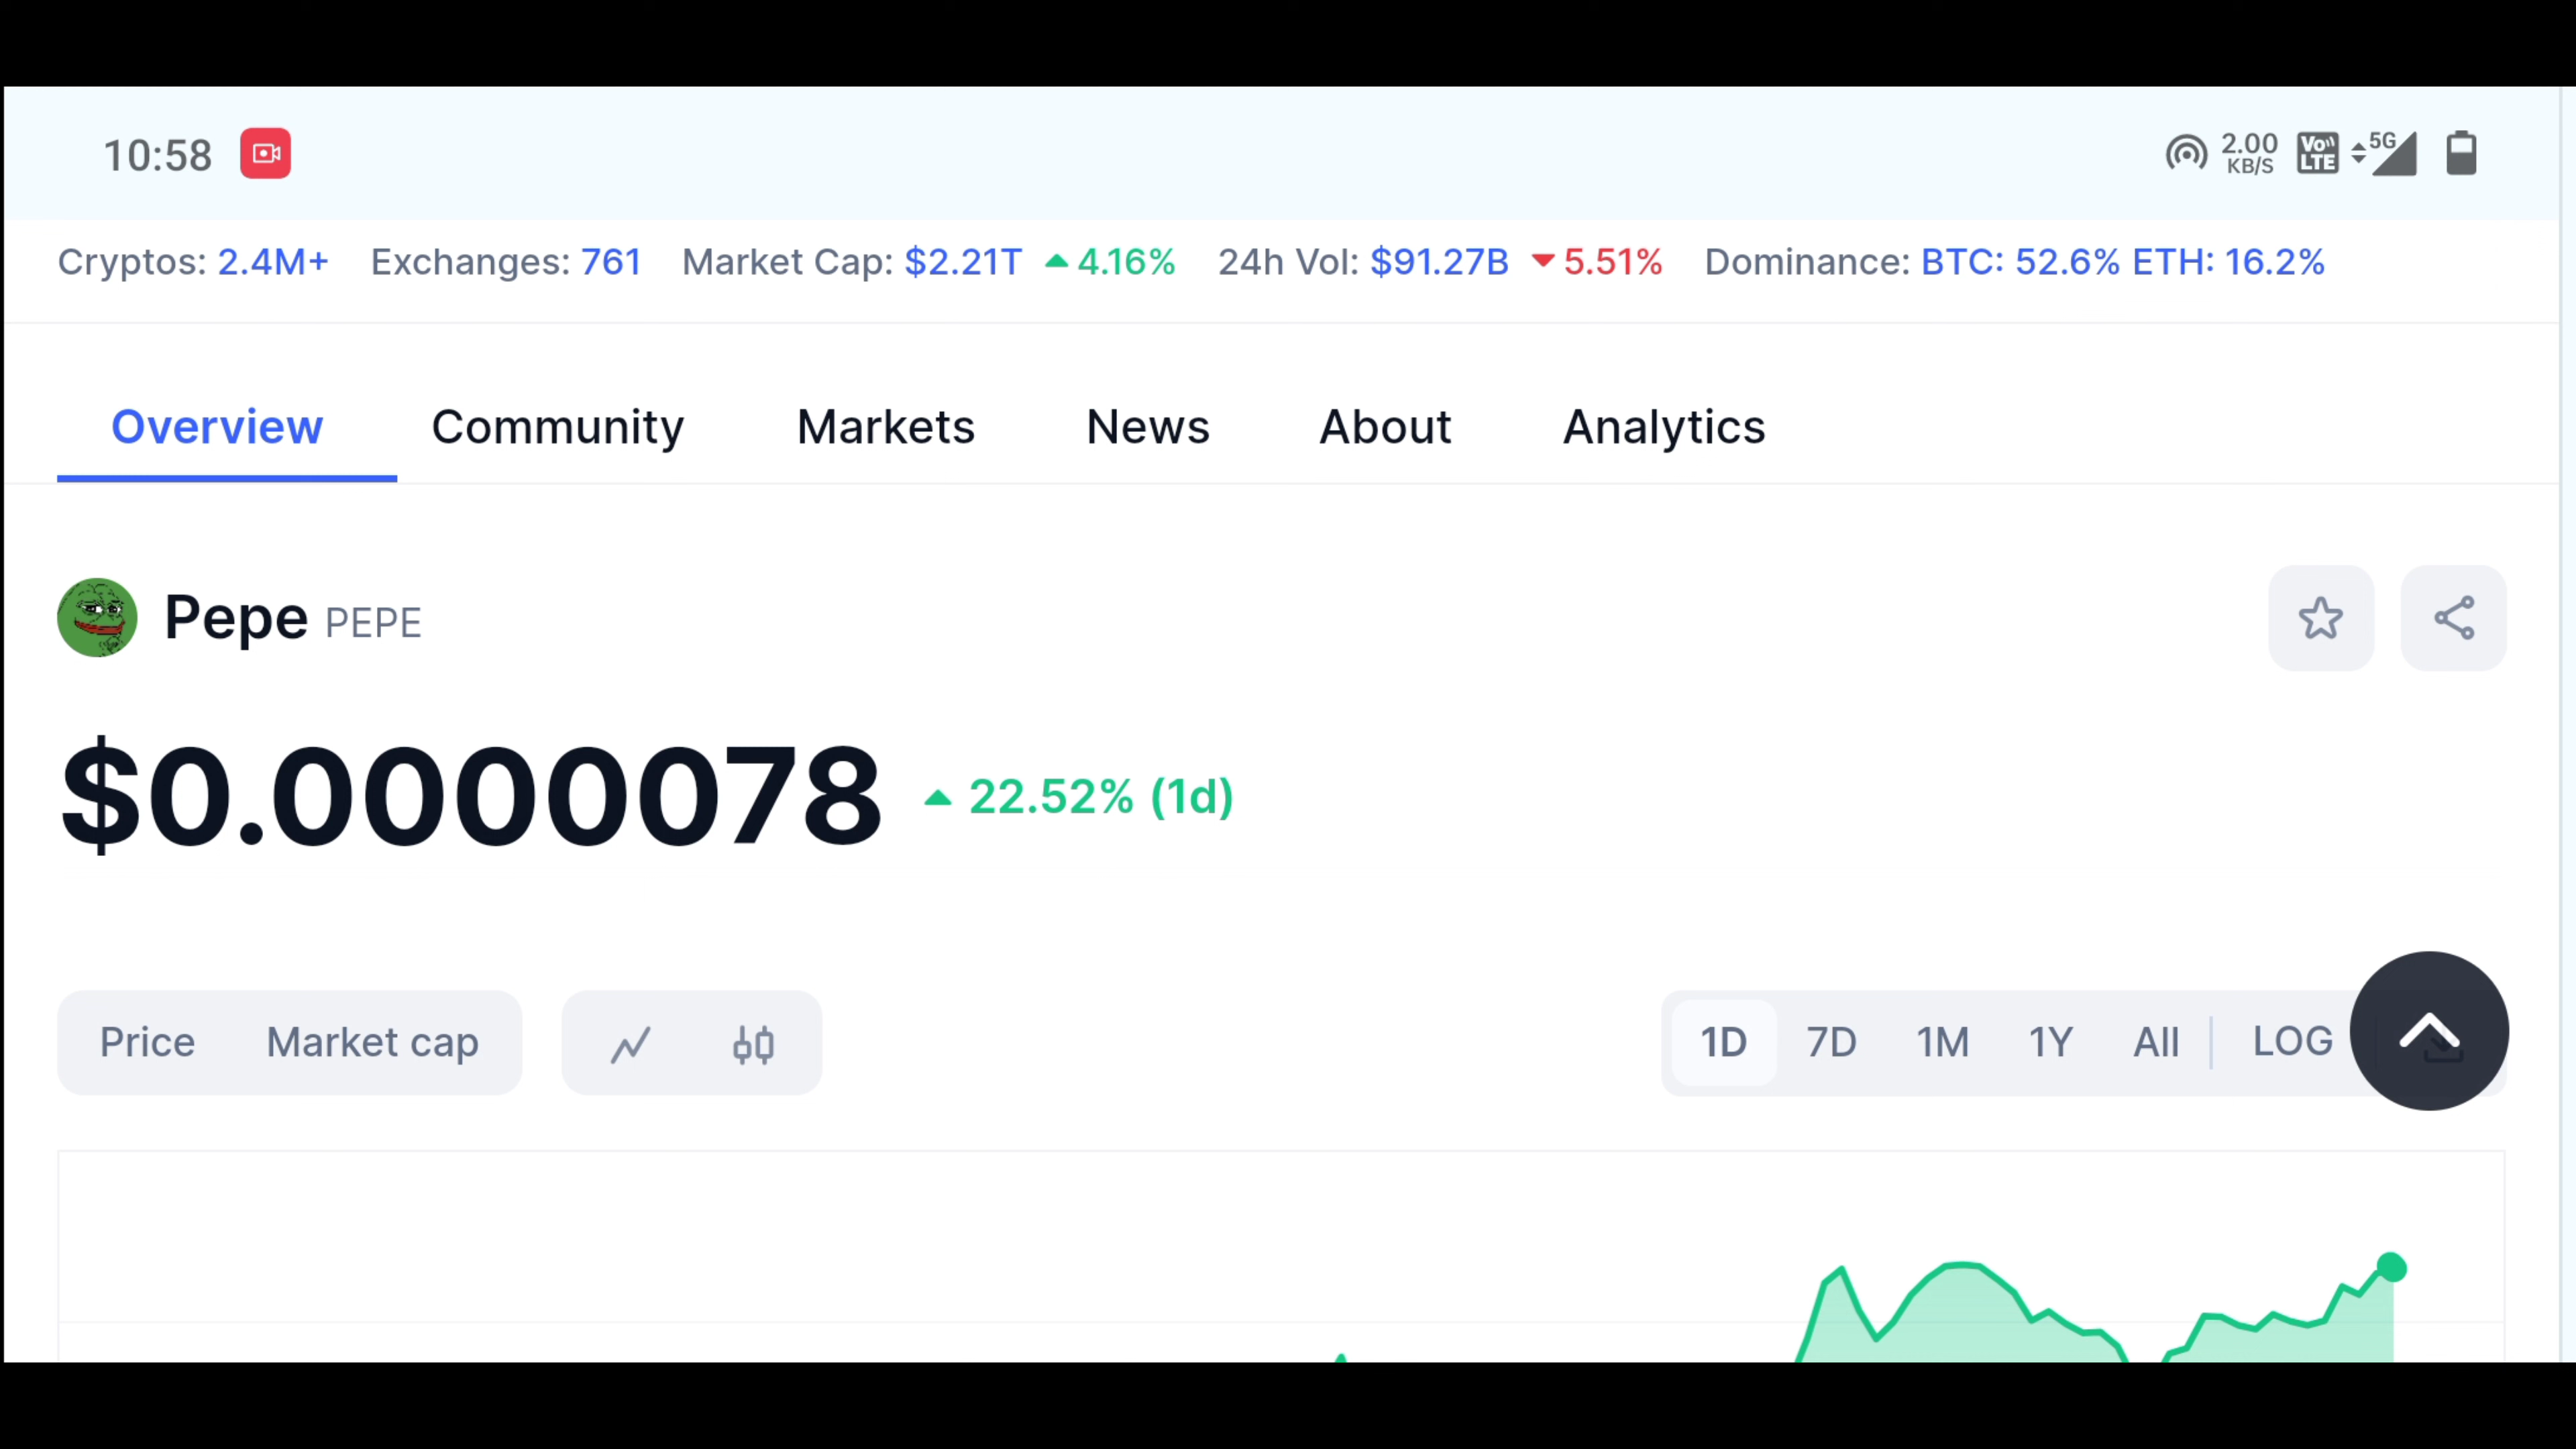 10:58 2.00 KB/S VoLTE 5G
Cryptos: 2.4M+ Exchanges: 761 Market Cap: $2.21T 4.16% 24h Vol: $91.27B 5.51% Dominance: BTC: 52.6% ETH: 16.2%
Overview Community Markets News About Analytics
Pepe PEPE
$0.0000078 22.52% (1d)
Price Market cap 1D 7D 1M 1Y All LOG